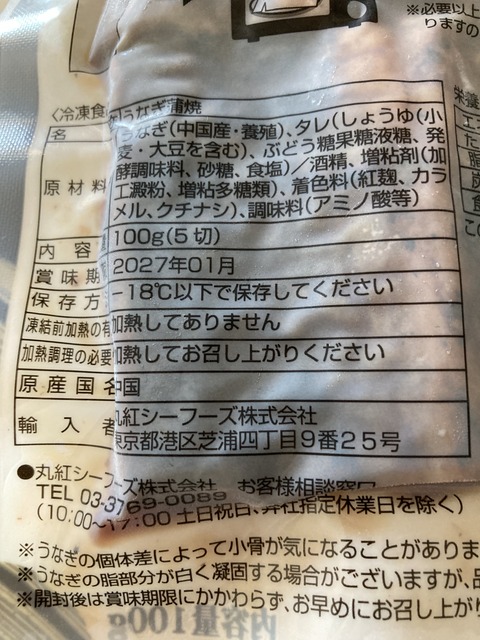 ※必要以上
りますの
〈冷凍食
うなぎ蒲焼
名
原材料
うなぎ(中国産・養殖)、タレ(しょうゆ(小
麦・大豆を含む)、ぶどう糖果糖液糖、発
酵調味料、砂糖、食塩)／酒精、増粘剤(加
工澱粉、増粘多糖類)、着色料(紅麹、カラ
メル、クチナシ)、調味料(アミノ酸等)
内容 100g(5切)
賞味期 2027年01月
保存方 −18℃以下で保存してください
凍結前加熱の有 加熱してありません
加熱調理の必要 加熱してお召し上がりください
原産国名 中国
輸入者 丸紅シーフーズ株式会社
東京都港区芝浦四丁目9番25号
●丸紅シーフーズ株式会社 お客様相談窓口
TEL 03-3769-0089
(10:00〜17:00 土日祝日、弊社指定休業日を除く)
※うなぎの個体差によって小骨が気になることがありま
※うなぎの脂部分が白く凝固する場合がございますが、品
※開封後は賞味期限にかかわらず、お早めにお召し上が
内容量100g
栄養
エ
た
脂
炭
食
この